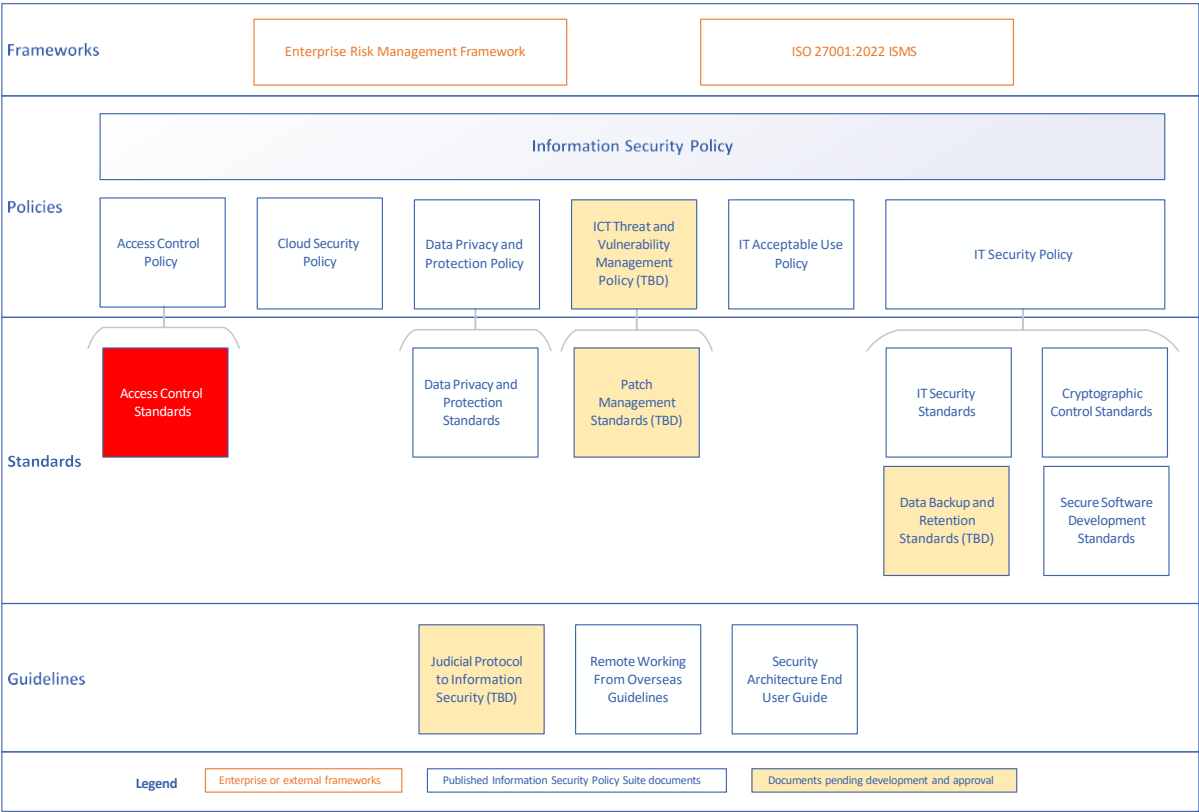 Frameworks
Enterprise Risk Management Framework
ISO 27001:2022 ISMS
Policies
Information Security Policy
Access Control
Policy
Cloud Security
Policy
Data Privacy and
Protection Policy
ICT Threat and
Vulnerability
Management
Policy (TBD)
IT Acceptable Use
Policy
IT Security Policy
Standards
Access Control
Standards
Data Privacy and
Protection
Standards
Patch
Management
Standards (TBD)
IT Security
Standards
Cryptographic
Control Standards
Data Backup and
Retention
Standards (TBD)
Secure Software
Development
Standards
Guidelines
Judicial Protocol
to Information
Security (TBD)
Remote Working
From Overseas
Guidelines
Security
Architecture End
User Guide
Legend
Enterprise or external frameworks
Published Information Security Policy Suite documents
Documents pending development and approval